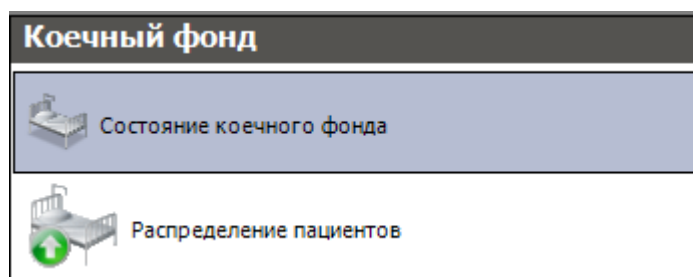 Коечный фонд
Состояние коечного фонда
Распределение пациентов